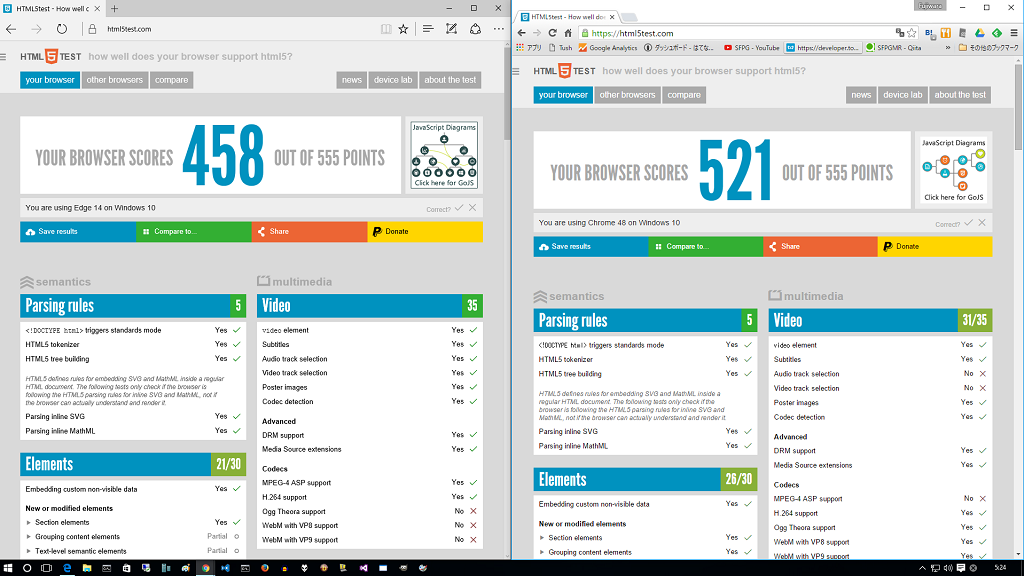 HTML5test - How well c
html5test.com
HTML5TEST how well does your browser support html5?
your browser
other browsers
compare
news
device lab
about the test
YOUR BROWSER SCORES 458 OUT OF 555 POINTS
JavaScript Diagrams
Click here for GoJS
You are using Edge 14 on Windows 10
Correct?
Save results
Compare to...
Share
Donate
semantics
Parsing rules 5
<!DOCTYPE html> triggers standards mode Yes
HTML5 tokenizer Yes
HTML5 tree building Yes
HTML5 defines rules for embedding SVG and MathML inside a regular
HTML document. The following tests only check if the browser is
following the HTML5 parsing rules for inline SVG and MathML, not if
the browser can actually understand and render it.
Parsing inline SVG Yes
Parsing inline MathML Yes
Elements 21/30
Embedding custom non-visible data Yes
New or modified elements
Section elements Yes
Grouping content elements Partial
Text-level semantic elements Partial
multimedia
Video 35
video element Yes
Subtitles Yes
Audio track selection Yes
Video track selection Yes
Poster images Yes
Codec detection Yes
Advanced
DRM support Yes
Media Source extensions Yes
Codecs
MPEG-4 ASP support Yes
H.264 support Yes
Ogg Theora support No
WebM with VP8 support No
WebM with VP9 support No
Fujiwara
HTML5test - How well do
https://html5test.com
アプリ
Tush
Google Analytics
ダッシュボード - はてな...
SFPG - YouTube
https://developer.to...
SFPGMR - Qiita
»
その他のブックマーク
HTML5TEST how well does your browser support html5?
your browser
other browsers
compare
news
device lab
about the test
YOUR BROWSER SCORES 521 OUT OF 555 POINTS
JavaScript Diagrams
Click here for GoJS
You are using Chrome 48 on Windows 10
Correct?
Save results
Compare to...
Share
Donate
semantics
Parsing rules 5
<!DOCTYPE html> triggers standards mode Yes
HTML5 tokenizer Yes
HTML5 tree building Yes
HTML5 defines rules for embedding SVG and MathML inside a
regular HTML document. The following tests only check if the
browser is following the HTML5 parsing rules for inline SVG and
MathML, not if the browser can actually understand and render it.
Parsing inline SVG Yes
Parsing inline MathML Yes
Elements 26/30
Embedding custom non-visible data Yes
New or modified elements
Section elements Yes
Grouping content elements Yes
multimedia
Video 31/35
video element Yes
Subtitles Yes
Audio track selection No
Video track selection No
Poster images Yes
Codec detection Yes
Advanced
DRM support Yes
Media Source extensions Yes
Codecs
MPEG-4 ASP support No
H.264 support Yes
Ogg Theora support Yes
WebM with VP8 support Yes
WebM with VP9 support Yes
5:24